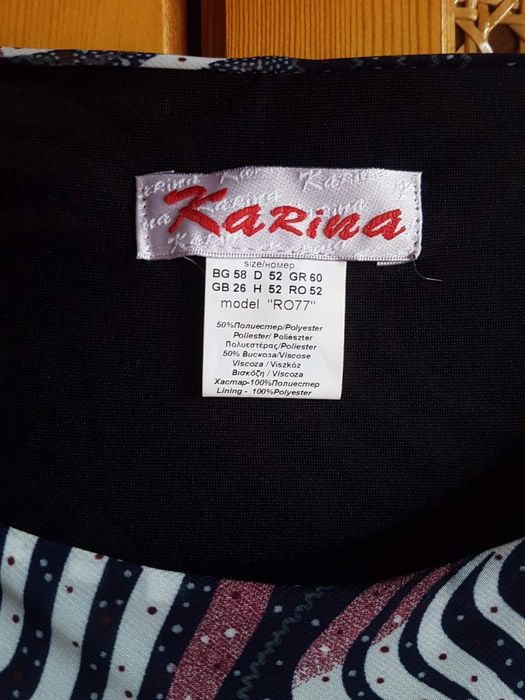 KaRina
size/номер
BG 58 D 52 GR 60
GB 26 H 52 RO 52
model "RO77"
50%Полиестер/Polyester
Poliester/ Poliészter
Πολυεστέρας/Poliester
50% Вискоза/Viscose
Viscoza / Viszkóz
Βισκόζη / Viscoza
Хастар-100%Полиестер
Lining - 100%Polyester